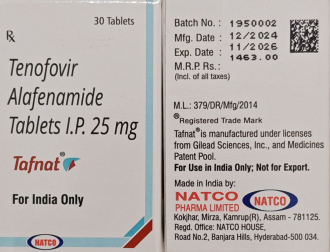 30 Tablets
Rx
Tenofovir
Alafenamide
Tablets I.P. 25 mg
Tafnat®
For India Only
NATCO
Batch No. : 1950002
Mfg. Date : 12/2024
Exp. Date : 11/2026
M.R.P. Rs.: 1463.00
(Incl. of all taxes)
M.L.: 379/DR/Mfg/2014
®Registered Trade Mark
Tafnat® is manufactured under licenses
from Gilead Sciences, Inc., and Medicines
Patent Pool.
For Use in India Only; Not for Export.
Made in India by:
NATCO
PHARMA LIMITED
NATCO
Kokjhar, Mirza, Kamrup(R), Assam - 781125.
Regd. Office: NATCO HOUSE,
Road No.2, Banjara Hills, Hyderabad-500 034.